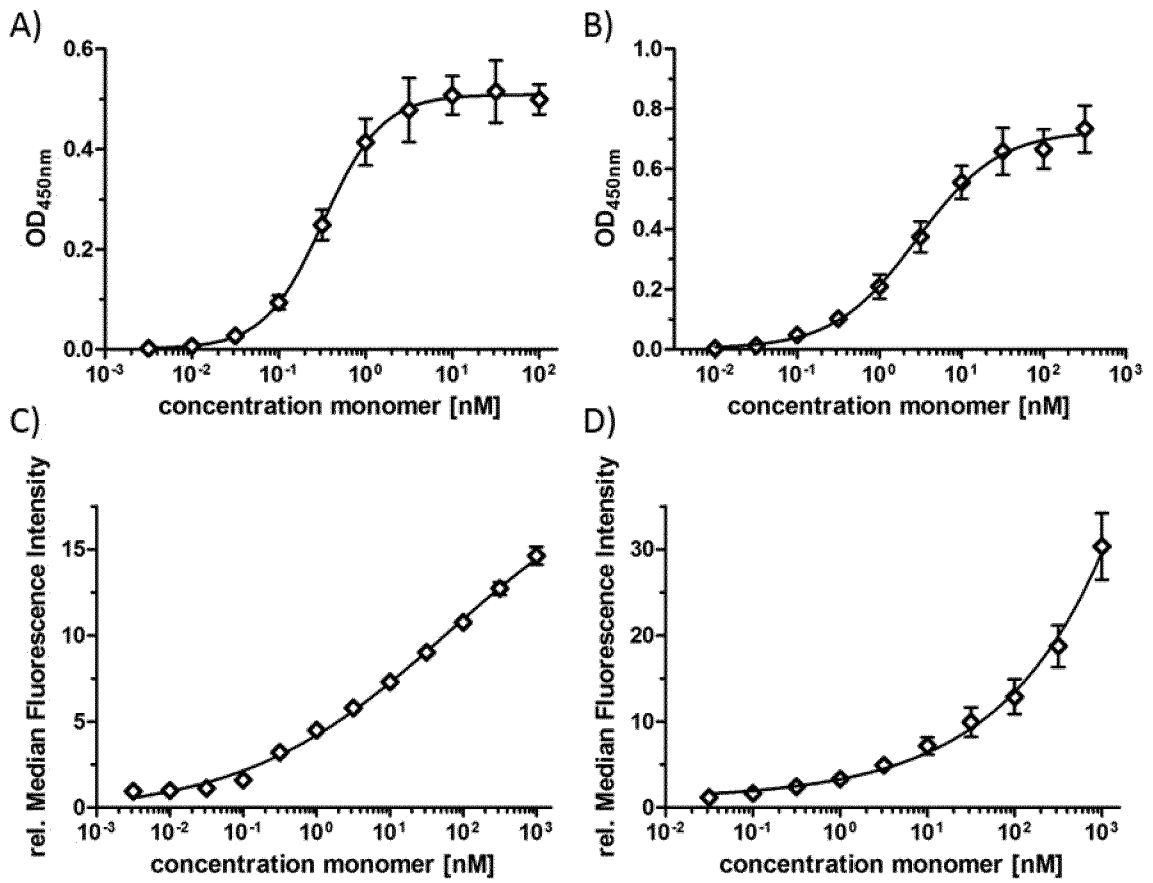 A)
OD450nm
0.6
0.4
0.2
0.0
10-3 10-2 10-1 100 101 102
concentration monomer [nM]
B)
OD450nm
1.0
0.8
0.6
0.4
0.2
0.0
10-2 10-1 100 101 102 103
concentration monomer [nM]
C)
rel. Median Fluorescence Intensity
15
10
5
0
10-3 10-2 10-1 100 101 102 103
concentration monomer [nM]
D)
rel. Median Fluorescence Intensity
30
20
10
0
10-2 10-1 100 101 102 103
concentration monomer [nM]